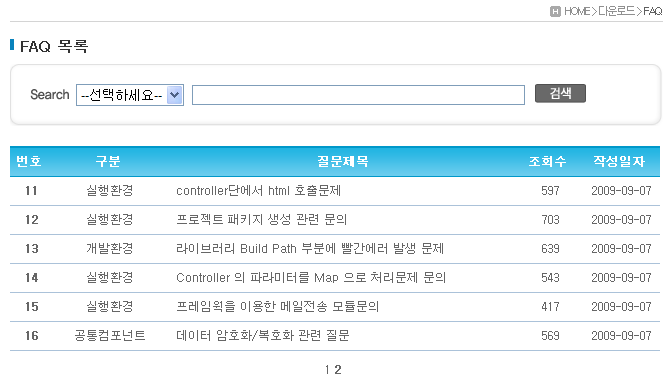 H HOME > 다운로드 > FAQ
FAQ 목록
Search --선택하세요-- 검색
번호 구분 질문제목 조회수 작성일자
11 실행환경 controller단에서 html 호출문제 597 2009-09-07
12 실행환경 프로젝트 패키지 생성 관련 문의 703 2009-09-07
13 개발환경 라이브러리 Build Path 부분에 빨간에러 발생 문제 639 2009-09-07
14 실행환경 Controller 의 파라미터를 Map 으로 처리문제 문의 543 2009-09-07
15 실행환경 프레임웍을 이용한 메일전송 모듈문의 417 2009-09-07
16 공통컴포넌트 데이터 암호화/복호화 관련 질문 569 2009-09-07
1 2